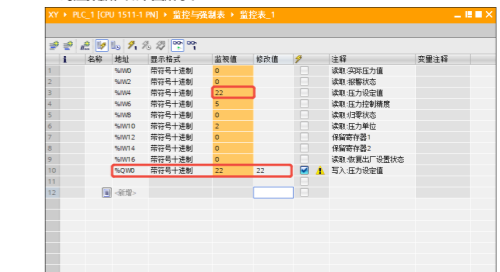 XY ▸ PLC_1 [CPU 1511-1 PN] ▸ 监控与强制表 ▸ 监控表_1
i 名称 地址 显示格式 监视值 修改值 注释 变量注释
1 %IW0 带符号十进制 0 读取:实际压力值
2 %IW2 带符号十进制 0 读取:报警状态
3 %IW4 带符号十进制 22 读取:压力设定值
4 %IW6 带符号十进制 5 读取:压力控制精度
5 %IW8 带符号十进制 0 读取:归零状态
6 %IW10 带符号十进制 2 读取:压力单位
7 %IW12 带符号十进制 0 保留寄存器1
8 %IW14 带符号十进制 0 保留寄存器2
9 %IW16 带符号十进制 0 读取:恢复出厂设置状态
10 %QW0 带符号十进制 22 22 写入:压力设定值
11
12 <新增>